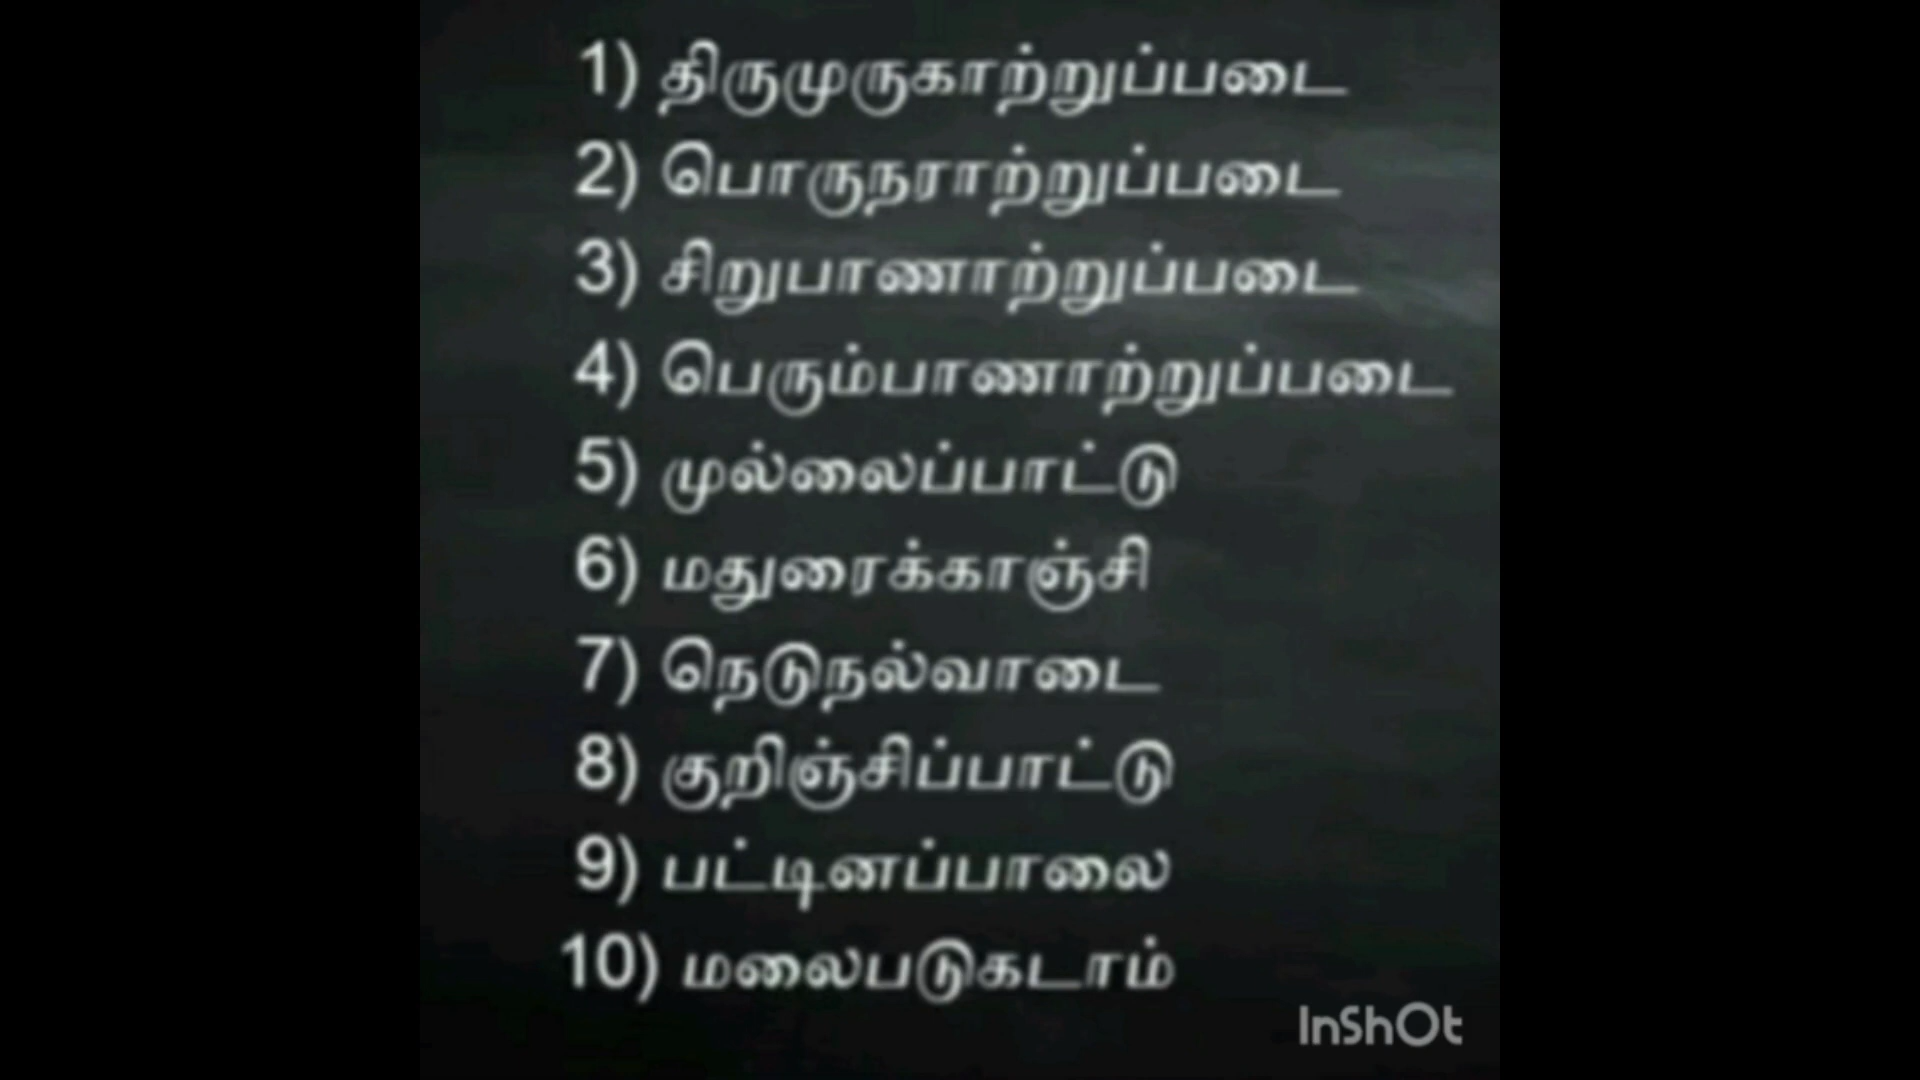 1) திருமுருகாற்றுப்படை
2) பொருநராற்றுப்படை
3) சிறுபாணாற்றுப்படை
4) பெரும்பாணாற்றுப்படை
5) முல்லைப்பாட்டு
6) மதுரைக்காஞ்சி
7) நெடுநல்வாடை
8) குறிஞ்சிப்பாட்டு
9) பட்டினப்பாலை
10) மலைபடுகடாம்
InShOt